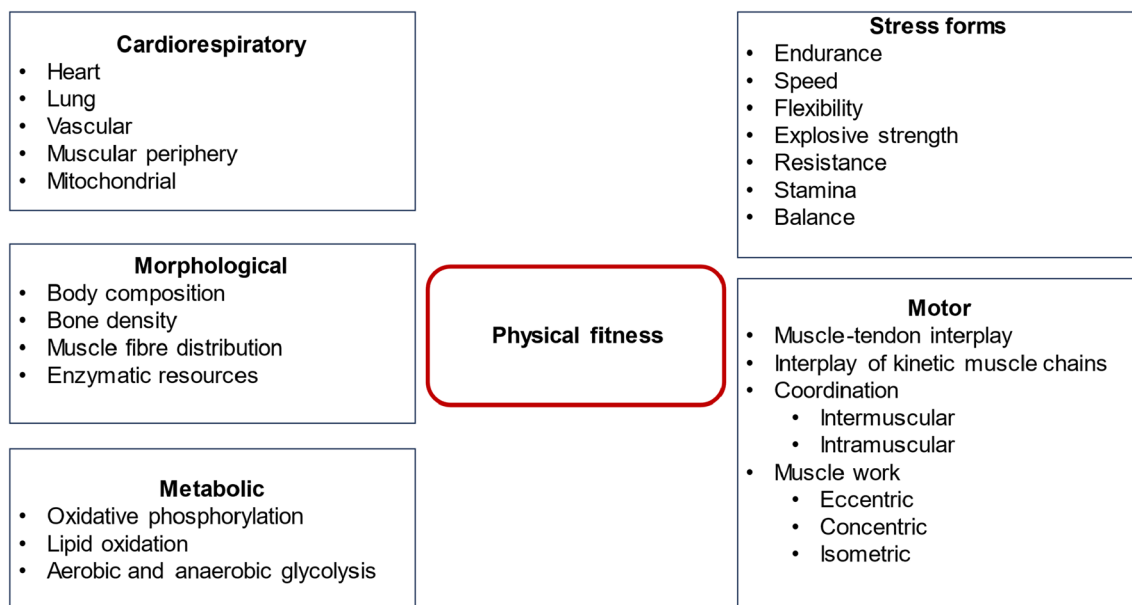 Cardiorespiratory
• Heart
• Lung
• Vascular
• Muscular periphery
• Mitochondrial
Morphological
• Body composition
• Bone density
• Muscle fibre distribution
• Enzymatic resources
Metabolic
• Oxidative phosphorylation
• Lipid oxidation
• Aerobic and anaerobic glycolysis
Physical fitness
Stress forms
• Endurance
• Speed
• Flexibility
• Explosive strength
• Resistance
• Stamina
• Balance
Motor
• Muscle-tendon interplay
• Interplay of kinetic muscle chains
• Coordination
• Intermuscular
• Intramuscular
• Muscle work
• Eccentric
• Concentric
• Isometric